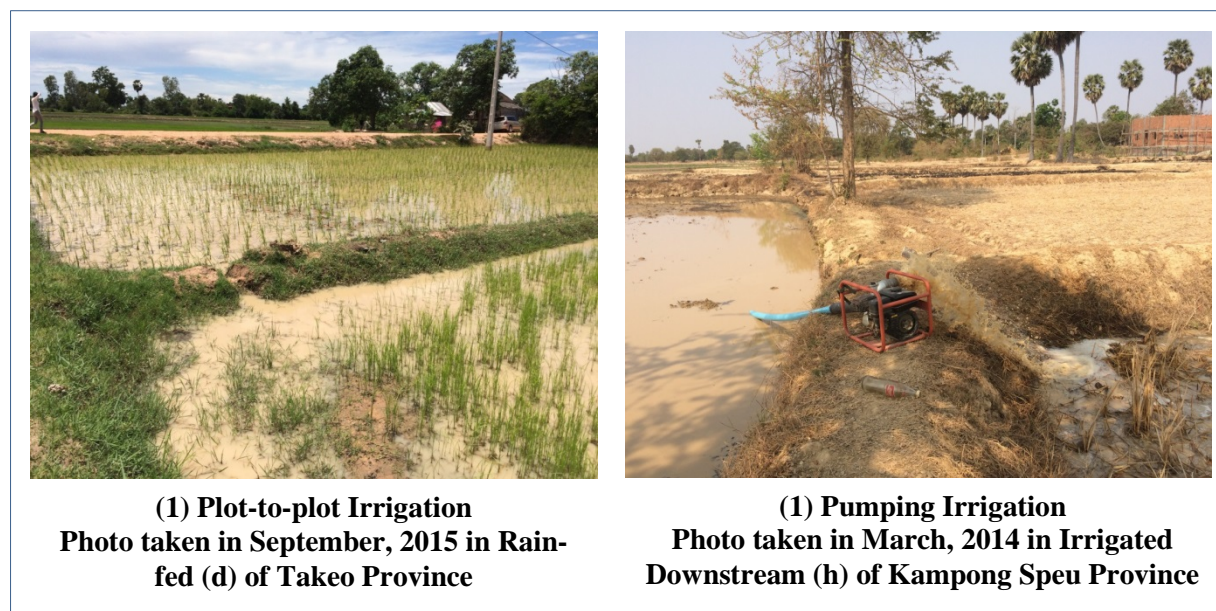 (1) Plot-to-plot Irrigation
Photo taken in September, 2015 in Rain-
fed (d) of Takeo Province
(1) Pumping Irrigation
Photo taken in March, 2014 in Irrigated
Downstream (h) of Kampong Speu Province